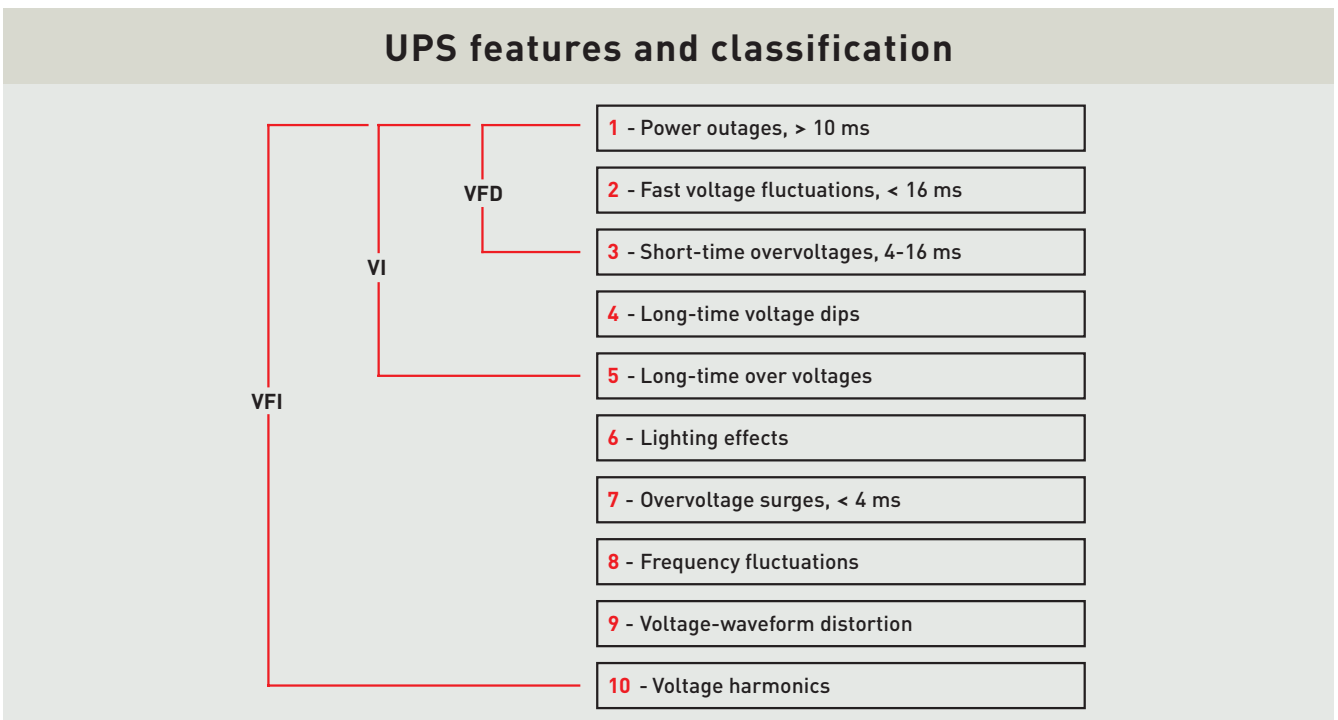 UPS features and classification
1 - Power outages, > 10 ms
2 - Fast voltage fluctuations, < 16 ms
VFD
3 - Short-time overvoltages, 4-16 ms
VI
4 - Long-time voltage dips
5 - Long-time over voltages
VFI
6 - Lighting effects
7 - Overvoltage surges, < 4 ms
8 - Frequency fluctuations
9 - Voltage-waveform distortion
10 - Voltage harmonics